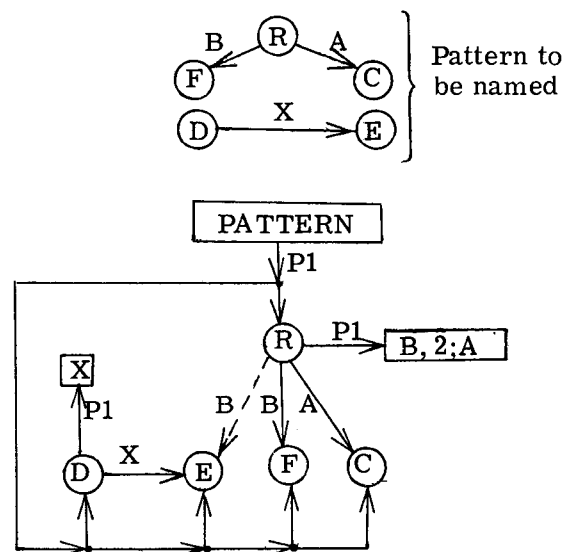 B R A
F C
Pattern to
be named
X
D E
PATTERN
P1
R P1 B, 2;A
X
P1
B B A
X
D E F C